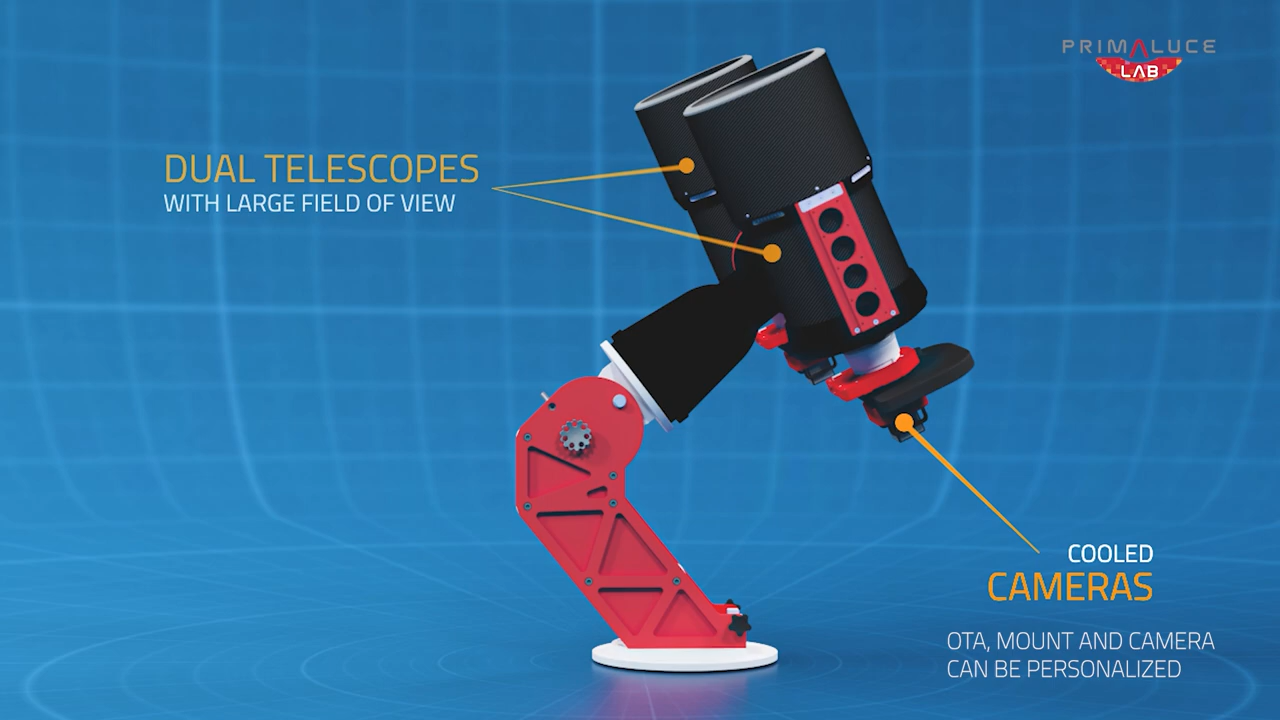 PRIMALUCE
LAB
DUAL TELESCOPES
WITH LARGE FIELD OF VIEW
COOLED
CAMERAS
OTA, MOUNT AND CAMERA
CAN BE PERSONALIZED